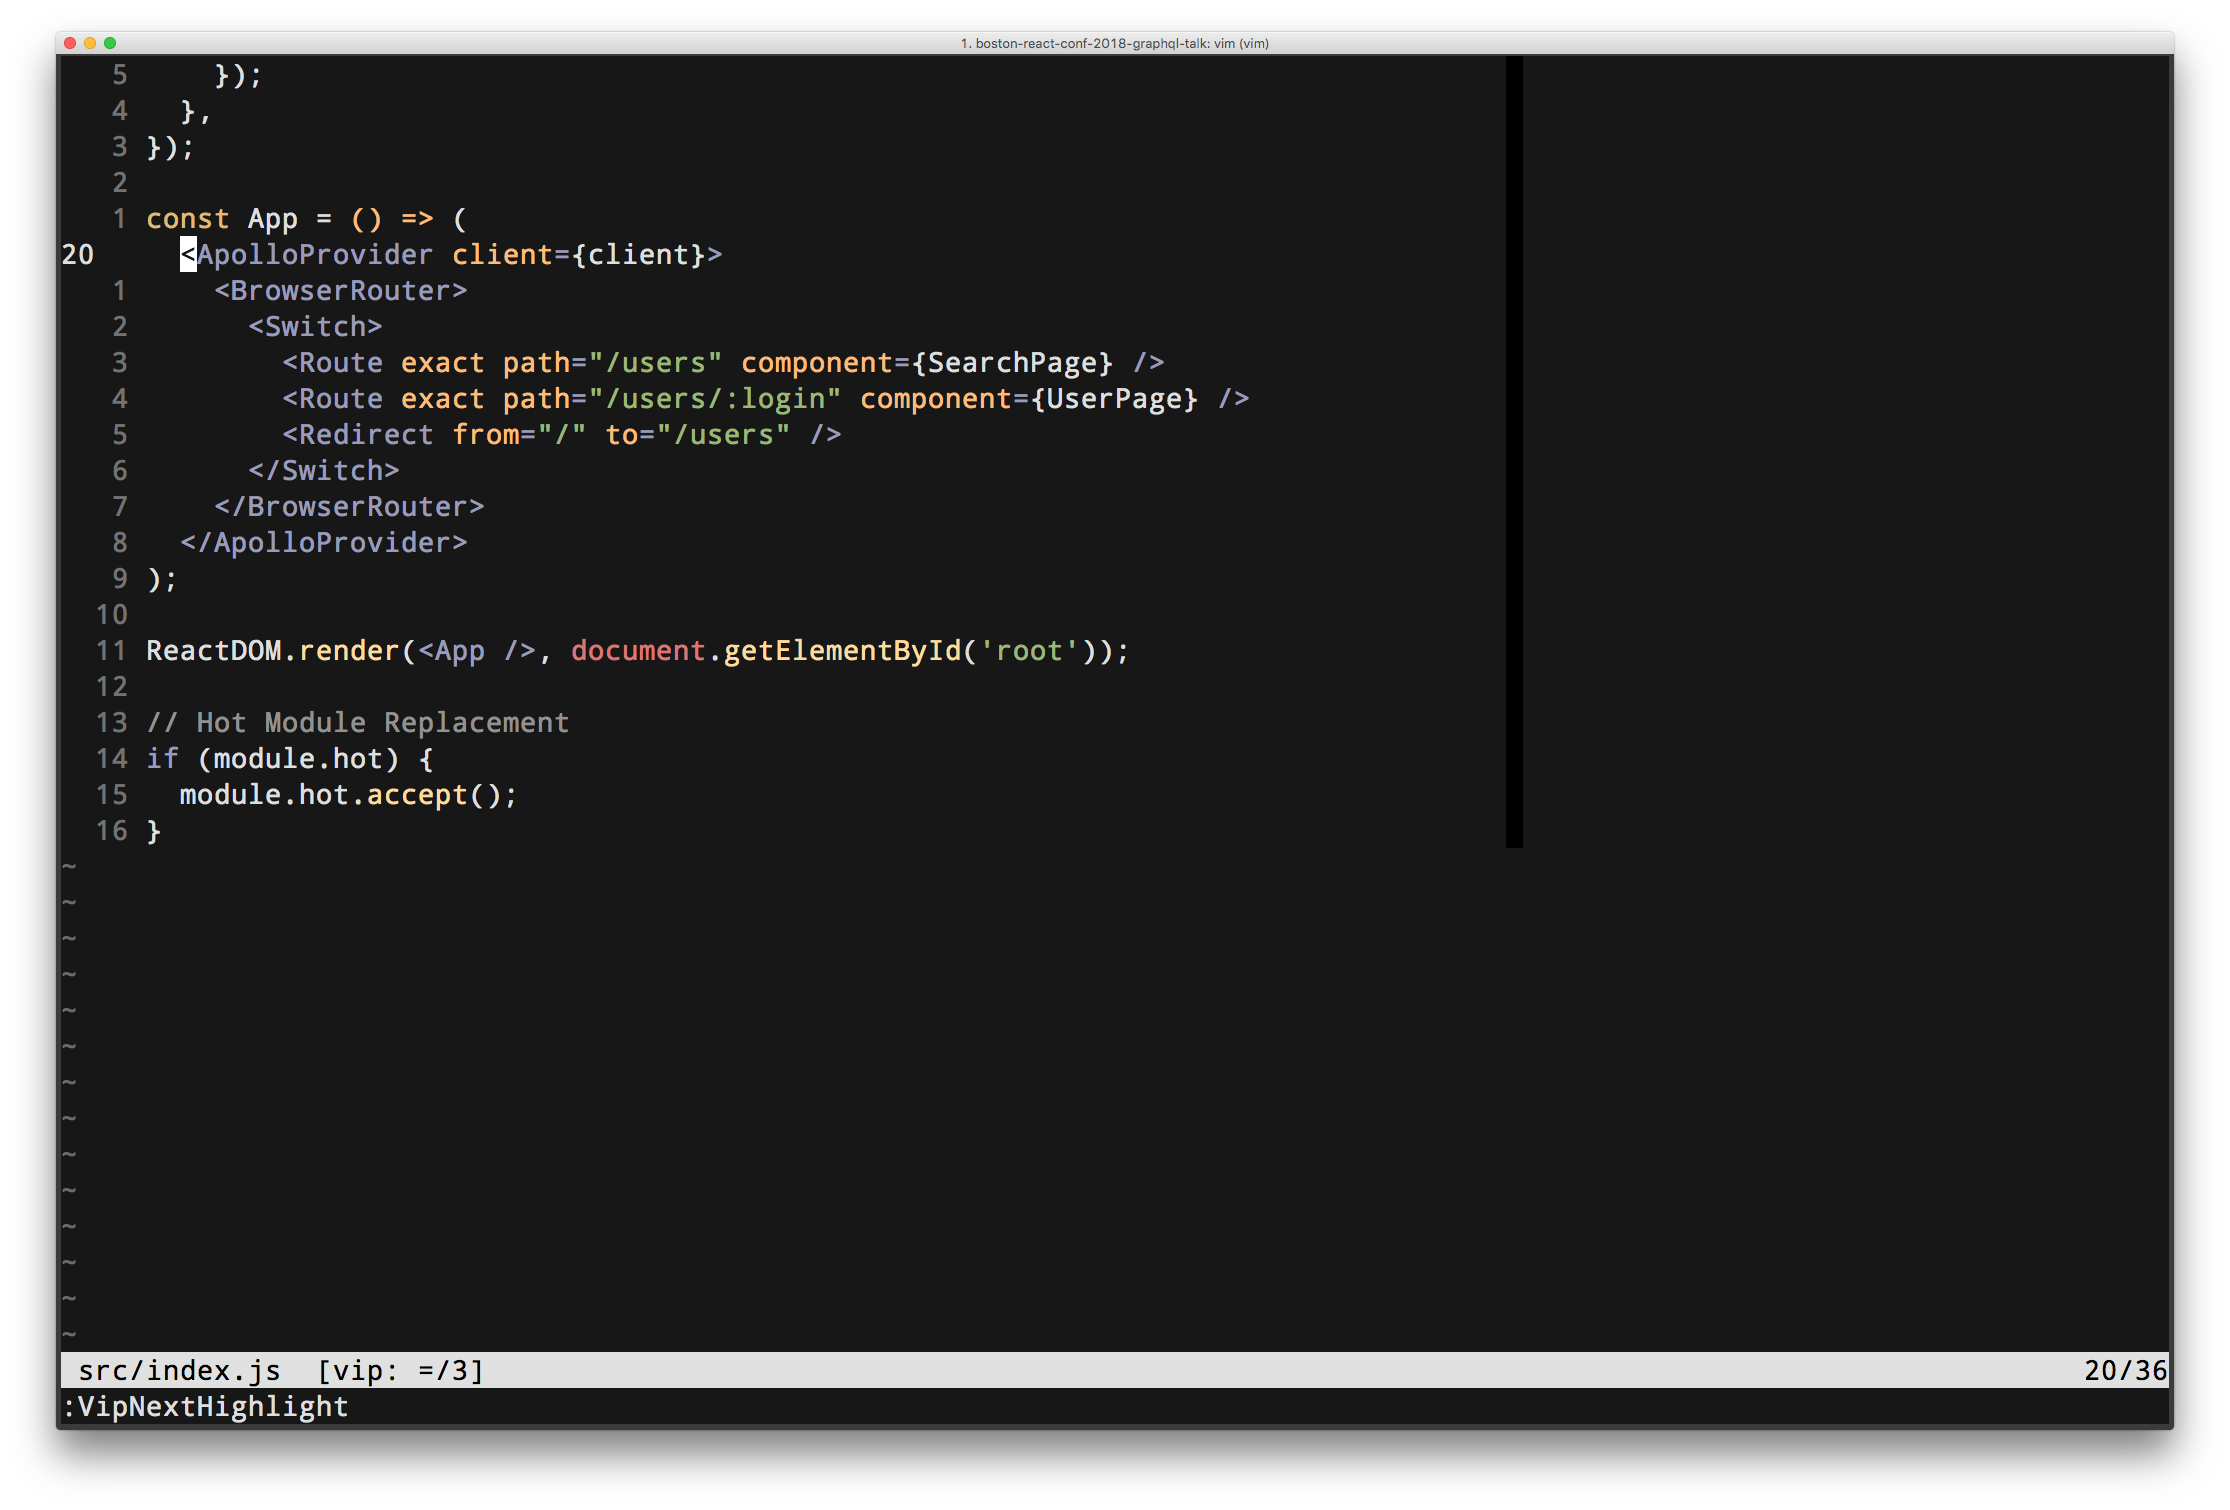 1. boston-react-conf-2018-graphql-talk: vim (vim)
5     });
4   },
3 });
2
1 const App = () => (
20   <ApolloProvider client={client}>
1     <BrowserRouter>
2       <Switch>
3         <Route exact path="/users" component={SearchPage} />
4         <Route exact path="/users/:login" component={UserPage} />
5         <Redirect from="/" to="/users" />
6       </Switch>
7     </BrowserRouter>
8   </ApolloProvider>
9 );
10
11 ReactDOM.render(<App />, document.getElementById('root'));
12
13 // Hot Module Replacement
14 if (module.hot) {
15   module.hot.accept();
16 }
~
~
~
~
~
~
~
~
~
~
~
~
~
~
src/index.js  [vip: =/3] 20/36
:VipNextHighlight